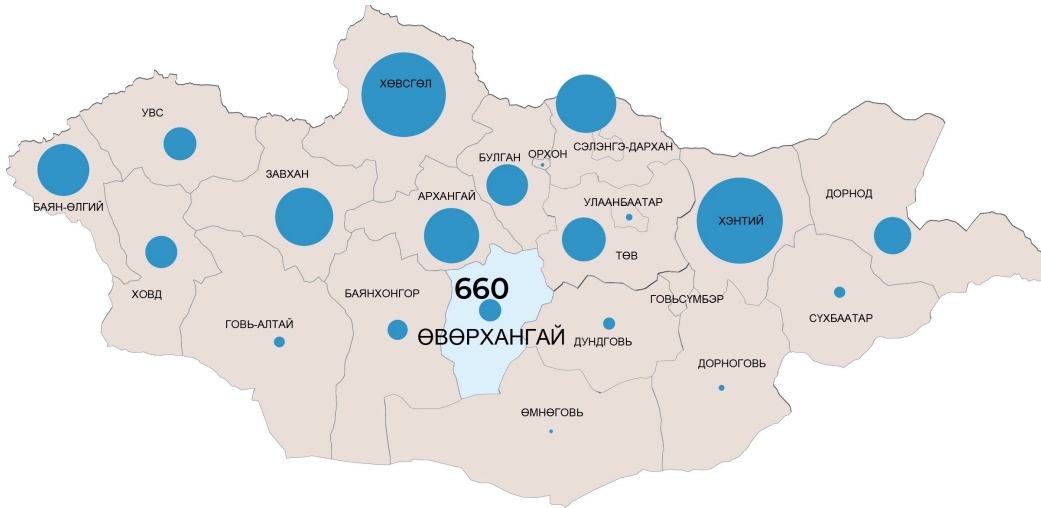 ХӨВСГӨЛ
УВС
СЭЛЭНГЭ-ДАРХАН
БУЛГАН
ОРХОН
ЗАВХАН
АРХАНГАЙ
УЛААНБААТАР
ДОРНОД
БАЯН-ӨЛГИЙ
ХЭНТИЙ
ТӨВ
660
ХОВД
БАЯНХОНГОР
ГОВЬСҮМБЭР
СҮХБААТАР
ГОВЬ-АЛТАЙ
ӨВӨРХАНГАЙ
ДУНДГОВЬ
ДОРНОГОВЬ
ӨМНӨГОВЬ